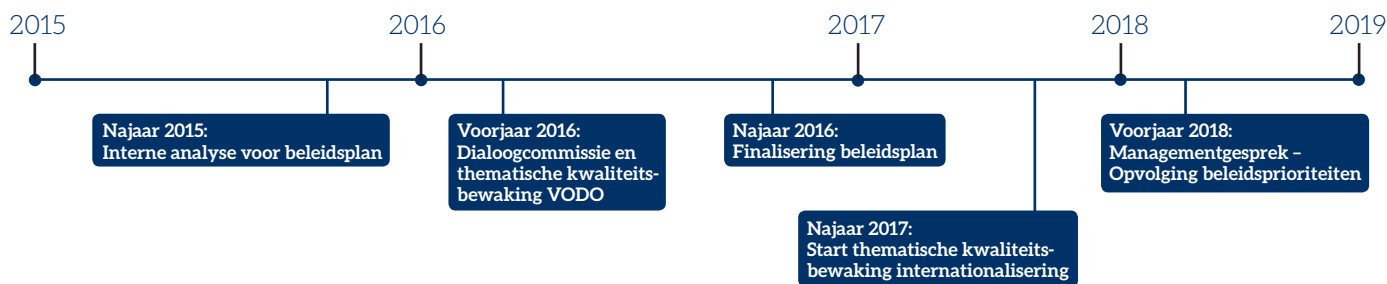 2015
2016
2017
2018
2019
Najaar 2015:
Interne analyse voor beleidsplan
Voorjaar 2016:
Dialoogcommissie en
thematische kwaliteits-
bewaking VODO
Najaar 2016:
Finalisering beleidsplan
Najaar 2017:
Start thematische kwaliteits-
bewaking internationalisering
Voorjaar 2018:
Managementgesprek –
Opvolging beleidsprioriteiten